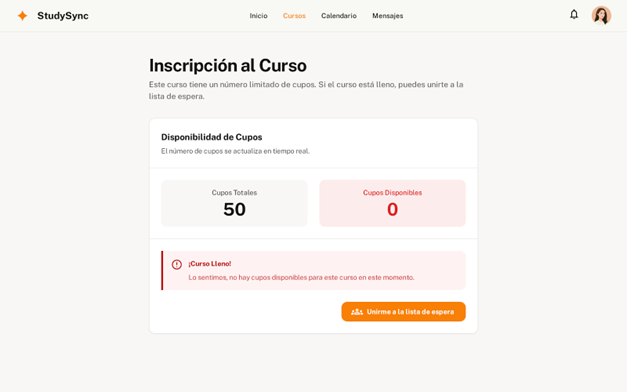 StudySync
Inicio
Cursos
Calendario
Mensajes
Inscripción al Curso
Este curso tiene un número limitado de cupos. Si el curso está lleno, puedes unirte a la
lista de espera.
Disponibilidad de Cupos
El número de cupos se actualiza en tiempo real.
Cupos Totales
50
Cupos Disponibles
0
¡Curso Lleno!
Lo sentimos, no hay cupos disponibles para este curso en este momento.
Unirme a la lista de espera